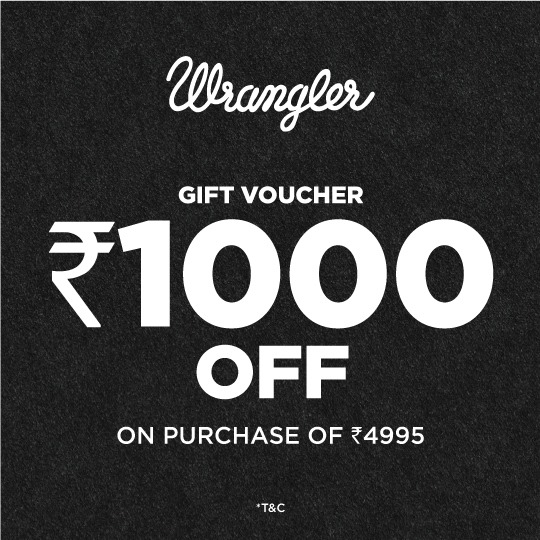 Wrangler
GIFT VOUCHER
₹1000
OFF
ON PURCHASE OF ₹4995
*T&C